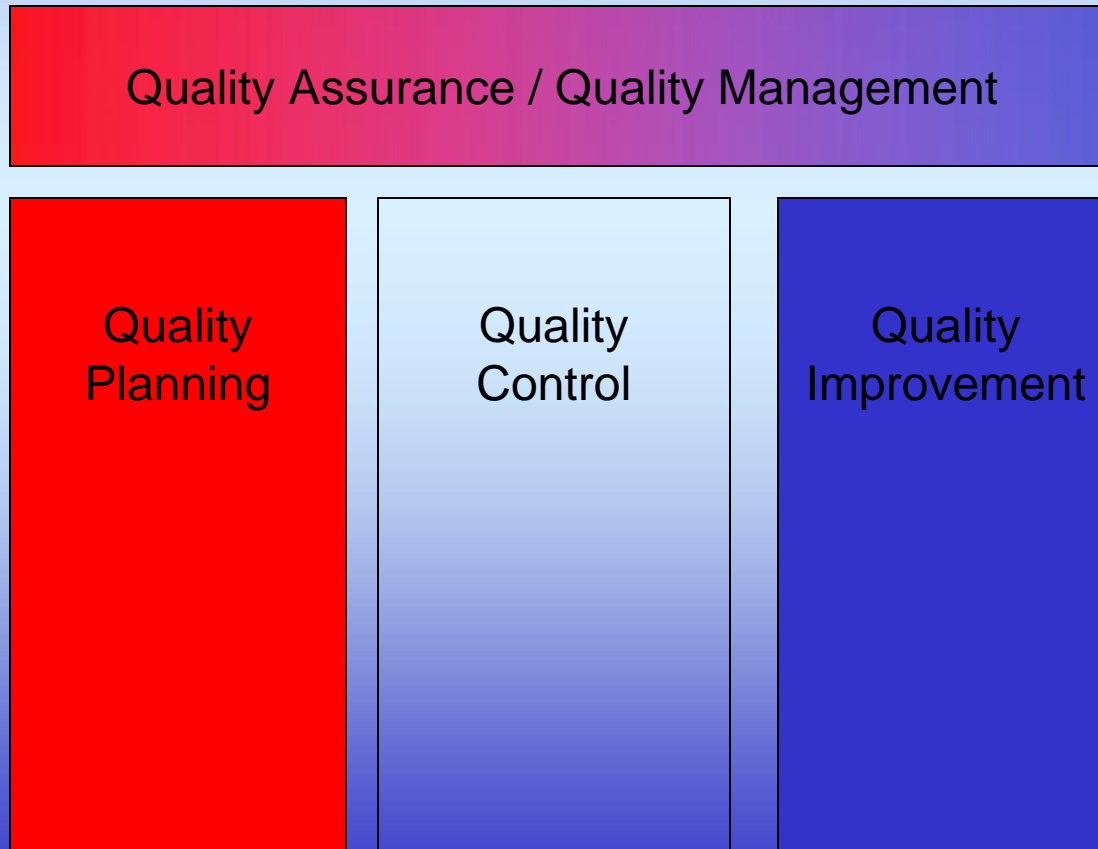 Quality Assurance / Quality Management
Quality
Planning
Quality
Control
Quality
Improvement